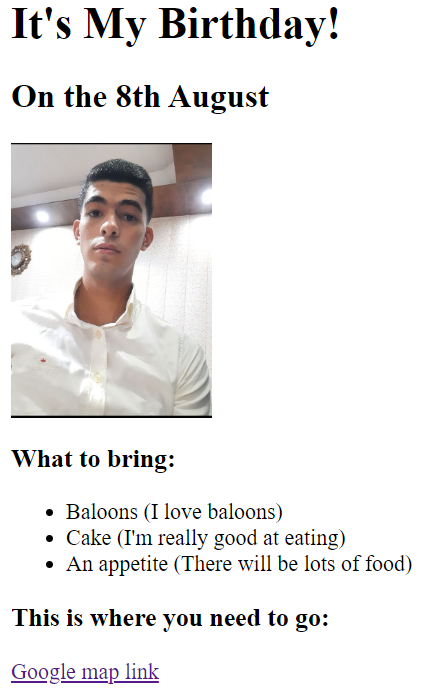 It's My Birthday!
On the 8th August
What to bring:
Baloons (I love baloons)
Cake (I'm really good at eating)
An appetite (There will be lots of food)
This is where you need to go:
Google map link